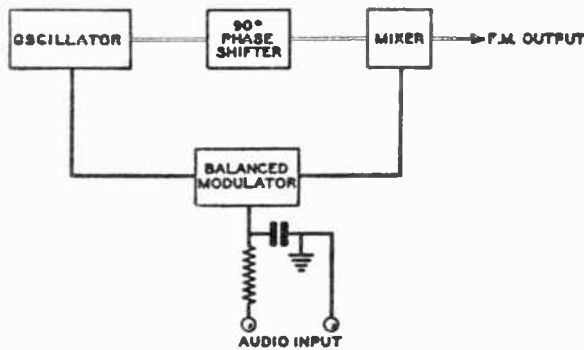 OSCILLATOR
90°
PHASE
SHIFTER
MIXER
F.M. OUTPUT
BALANCED
MODULATOR
AUDIO INPUT